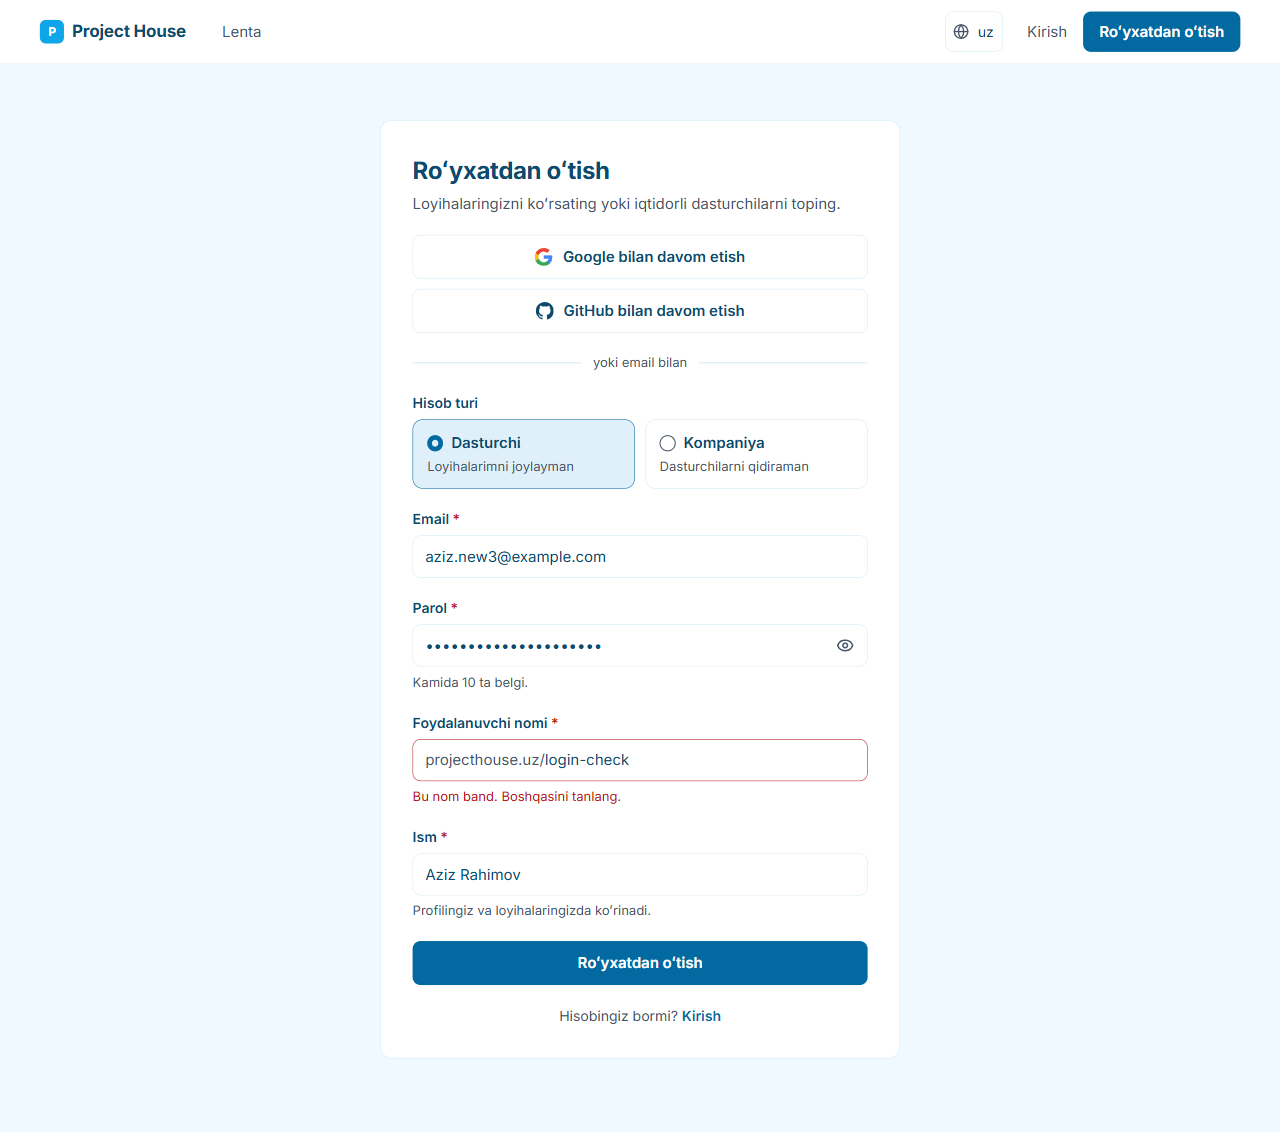 P Project House
Lenta
uz
Kirish
Roʻyxatdan oʻtish
Roʻyxatdan oʻtish
Loyihalaringizni koʻrsating yoki iqtidorli dasturchilarni toping.
Google bilan davom etish
GitHub bilan davom etish
yoki email bilan
Hisob turi
Dasturchi
Loyihalarimni joylayman
Kompaniya
Dasturchilarni qidiraman
Email *
aziz.new3@example.com
Parol *
•••••••••••••••••••••
Kamida 10 ta belgi.
Foydalanuvchi nomi *
projecthouse.uz/login-check
Bu nom band. Boshqasini tanlang.
Ism *
Aziz Rahimov
Profilingiz va loyihalaringizda koʻrinadi.
Roʻyxatdan oʻtish
Hisobingiz bormi? Kirish